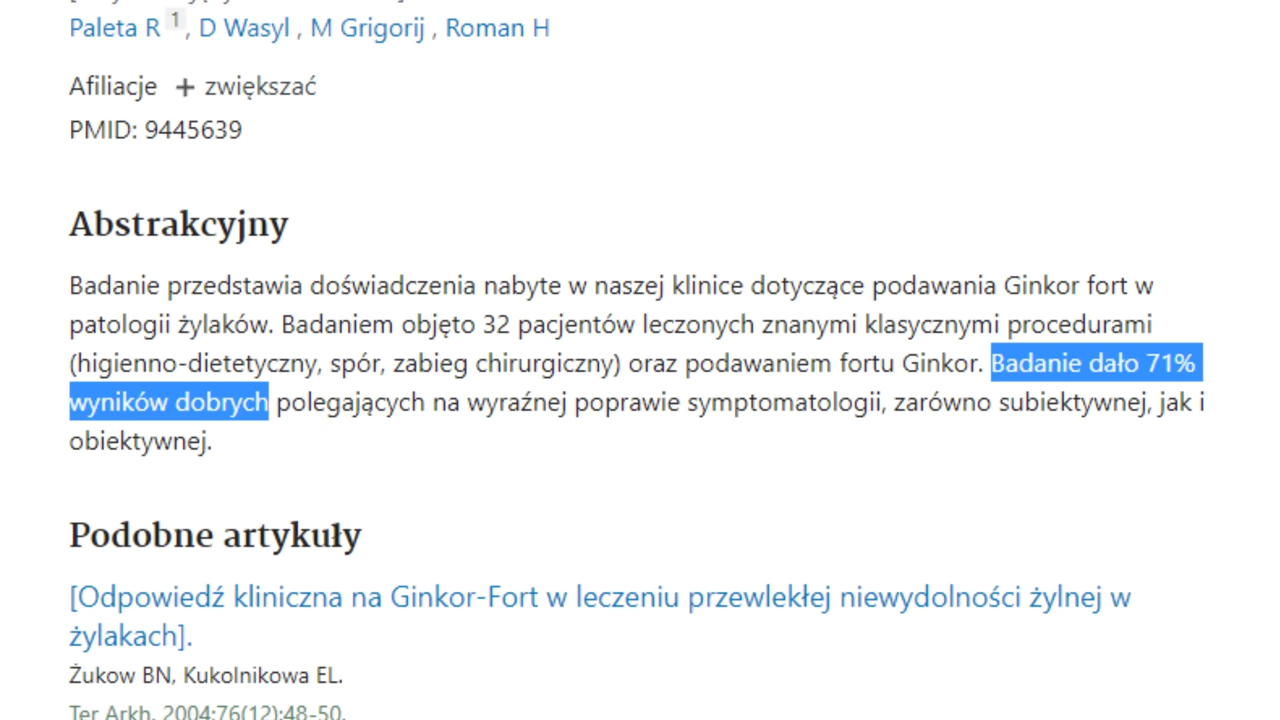 Paleta R 1, D Wasyl , M Grigorij , Roman H
Afiliacje + zwiększać
PMID: 9445639
Abstrakcyjny
Badanie przedstawia doświadczenia nabyte w naszej klinice dotyczące podawania Ginkor fort w
patologii żylaków. Badaniem objęto 32 pacjentów leczonych znanymi klasycznymi procedurami
(higienno-dietetyczny, spór, zabieg chirurgiczny) oraz podawaniem fortu Ginkor. Badanie dało 71%
wyników dobrych polegających na wyraźnej poprawie symptomatologii, zarówno subiektywnej, jak i
obiektywnej.
Podobne artykuły
[Odpowiedź kliniczna na Ginkor-Fort w leczeniu przewlekłej niewydolności żylnej w
żylakach].
Żukow BN, Kukolnikowa EL.
Ter Arkh. 2004;76(12):48-50.